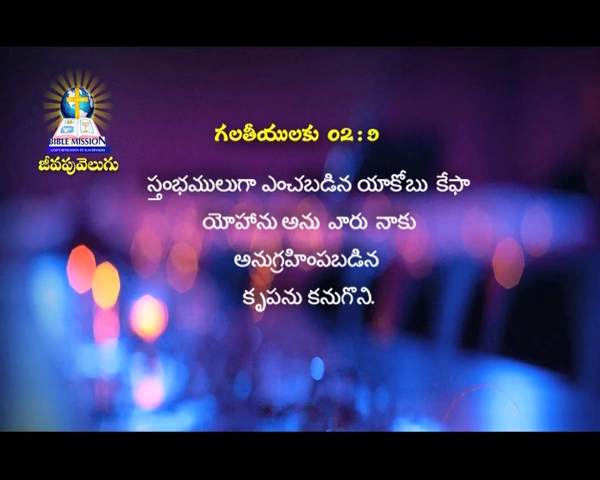 BIBLE MISSION
జీవపువెలుగు
గలతీయులకు 02 : 9
స్తంభములుగా ఎంచబడిన యాకోబు కేఫా
యోహాను అను వారు నాకు
అనుగ్రహింపబడిన
కృపను కనుగొని.